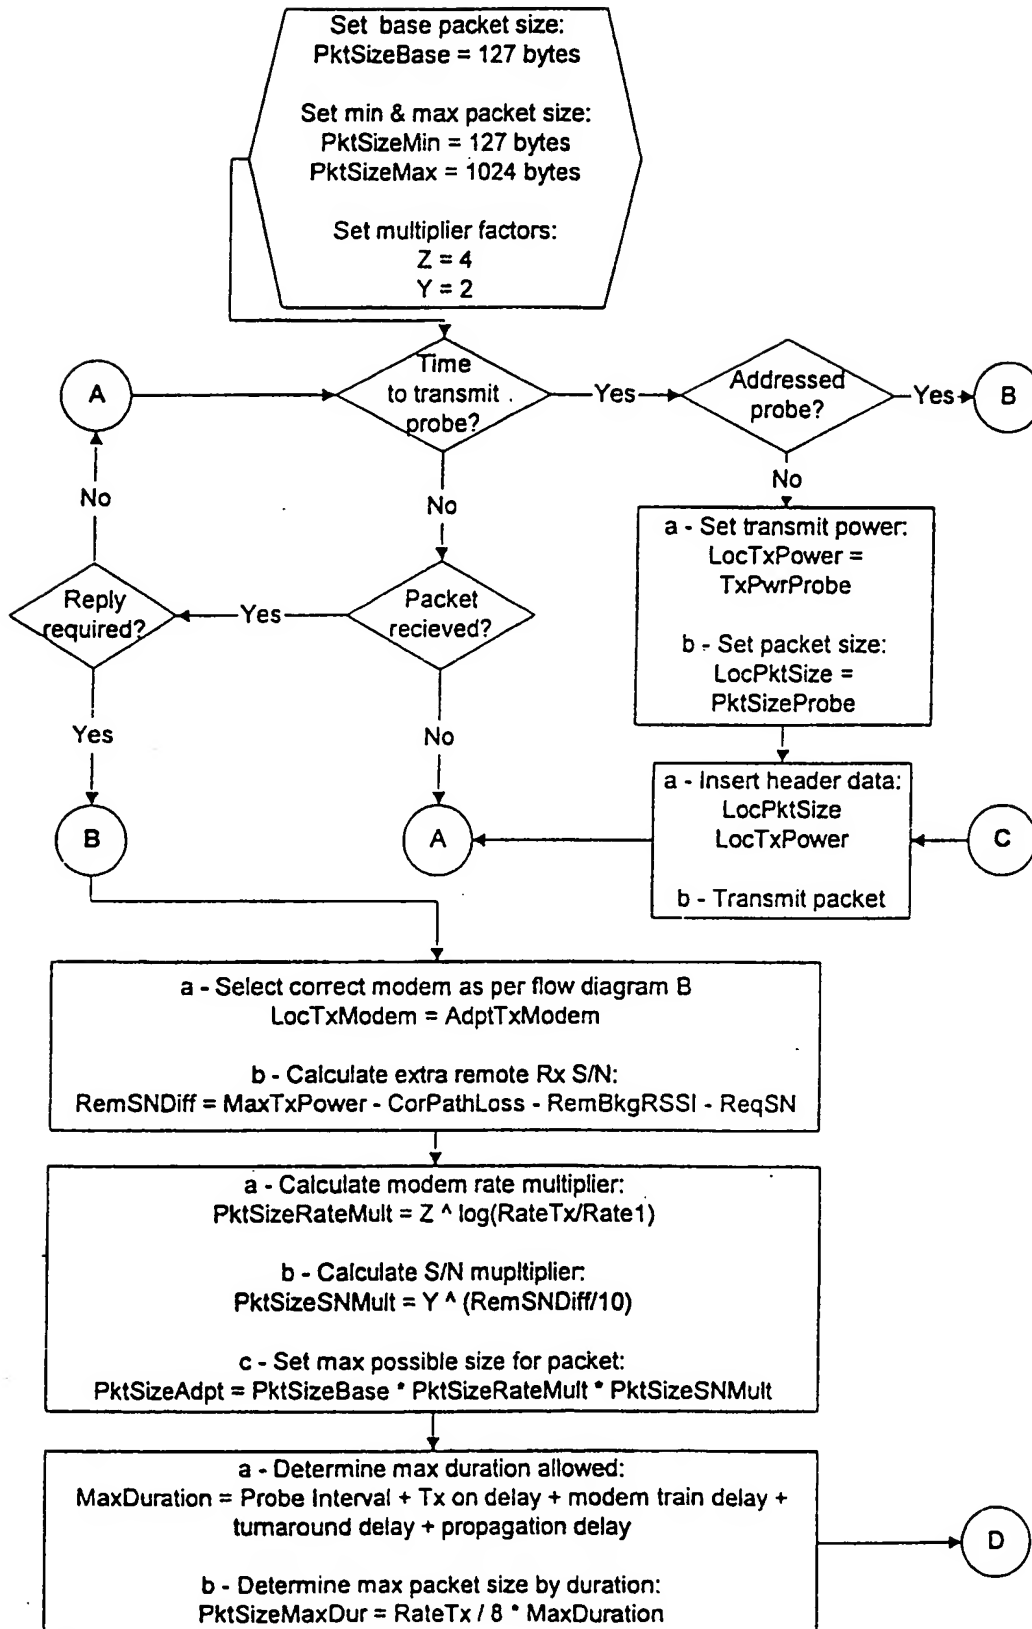 Set base packet size:
PktSizeBase = 127 bytes
Set min & max packet size:
PktSizeMin = 127 bytes
PktSizeMax = 1024 bytes
Set multiplier factors:
Z = 4
Y = 2
A
Time
to transmit
probe?
Yes
Addressed
probe?
Yes
B
No
No
No
a - Set transmit power:
LocTxPower =
TxPwrProbe
b - Set packet size:
LocPktSize =
PktSizeProbe
Reply
required?
Yes
Packet
recieved?
Yes
No
B
A
a - Insert header data:
LocPktSize
LocTxPower
b - Transmit packet
C
a - Select correct modem as per flow diagram B
LocTxModem = AdptTxModem
b - Calculate extra remote Rx S/N:
RemSNDiff = MaxTxPower - CorPathLoss - RemBkgRSSI - ReqSN
a - Calculate modem rate multiplier:
PktSizeRateMult = Z ^ log(RateTx/Rate1)
b - Calculate S/N mupltiplier:
PktSizeSNMult = Y ^ (RemSNDiff/10)
c - Set max possible size for packet:
PktSizeAdpt = PktSizeBase * PktSizeRateMult * PktSizeSNMult
a - Determine max duration allowed:
MaxDuration = Probe Interval + Tx on delay + modem train delay +
turnaround delay + propagation delay
b - Determine max packet size by duration:
PktSizeMaxDur = RateTx / 8 * MaxDuration
D